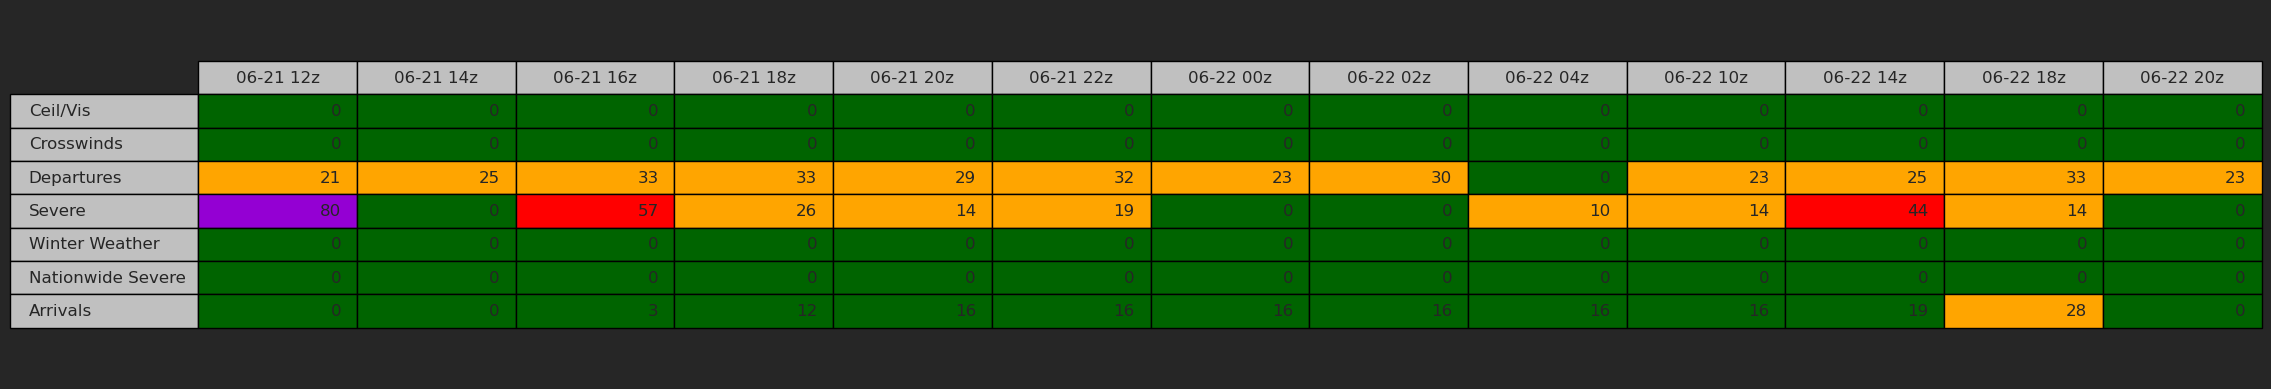 06-21 12z 06-21 14z 06-21 16z 06-21 18z 06-21 20z 06-21 22z 06-22 00z 06-22 02z 06-22 04z 06-22 10z 06-22 14z 06-22 18z 06-22 20z
Ceil/Vis 0 0 0 0 0 0 0 0 0 0 0 0 0
Crosswinds 0 0 0 0 0 0 0 0 0 0 0 0 0
Departures 21 25 33 33 29 32 23 30 0 23 25 33 23
Severe 80 0 57 26 14 19 0 0 10 14 44 14 0
Winter Weather 0 0 0 0 0 0 0 0 0 0 0 0 0
Nationwide Severe 0 0 0 0 0 0 0 0 0 0 0 0 0
Arrivals 0 0 3 12 16 16 16 16 16 16 19 28 0